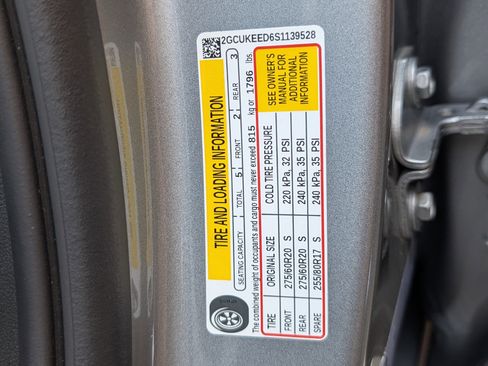 2GCUKEED6S1139528
TIRE AND LOADING INFORMATION
SEATING CAPACITY TOTAL 5 FRONT 2 REAR 3
The combined weight of occupants and cargo must never exceed 815 kg or 1796 lbs.
TIRE ORIGINAL SIZE COLD TIRE PRESSURE
FRONT 275/60R20 S 220 kPa, 32 PSI
REAR 275/60R20 S 240 kPa, 35 PSI
SPARE 255/80R17 S 240 kPa, 35 PSI
SEE OWNER'S
MANUAL FOR
ADDITIONAL
INFORMATION